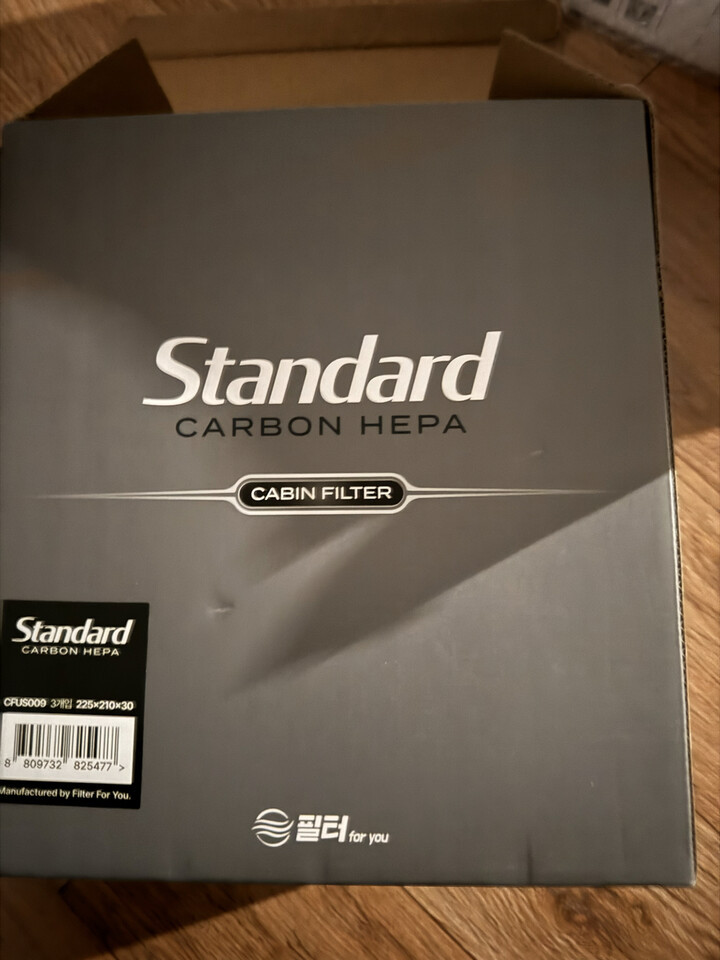 Standard
CARBON HEPA
CABIN FILTER
Standard
CARBON HEPA
CFUS009 3개입 225×210×30
8 809732 825477 >
Manufactured by Filter For You.
필터 for you